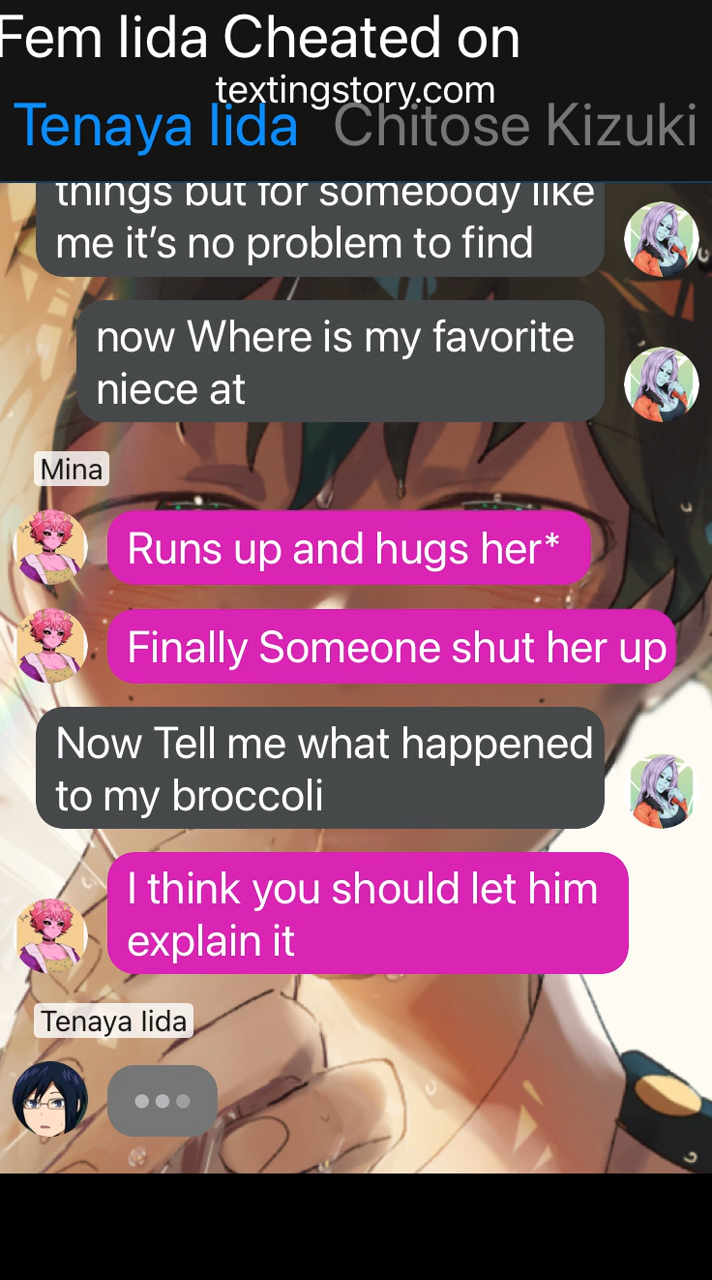 Fem Iida Cheated on
textingstory.com
Tenaya Iida Chitose Kizuki
things but for somebody like
me it’s no problem to find
now Where is my favorite
niece at
Mina
Runs up and hugs her*
Finally Someone shut her up
Now Tell me what happened
to my broccoli
I think you should let him
explain it
Tenaya Iida